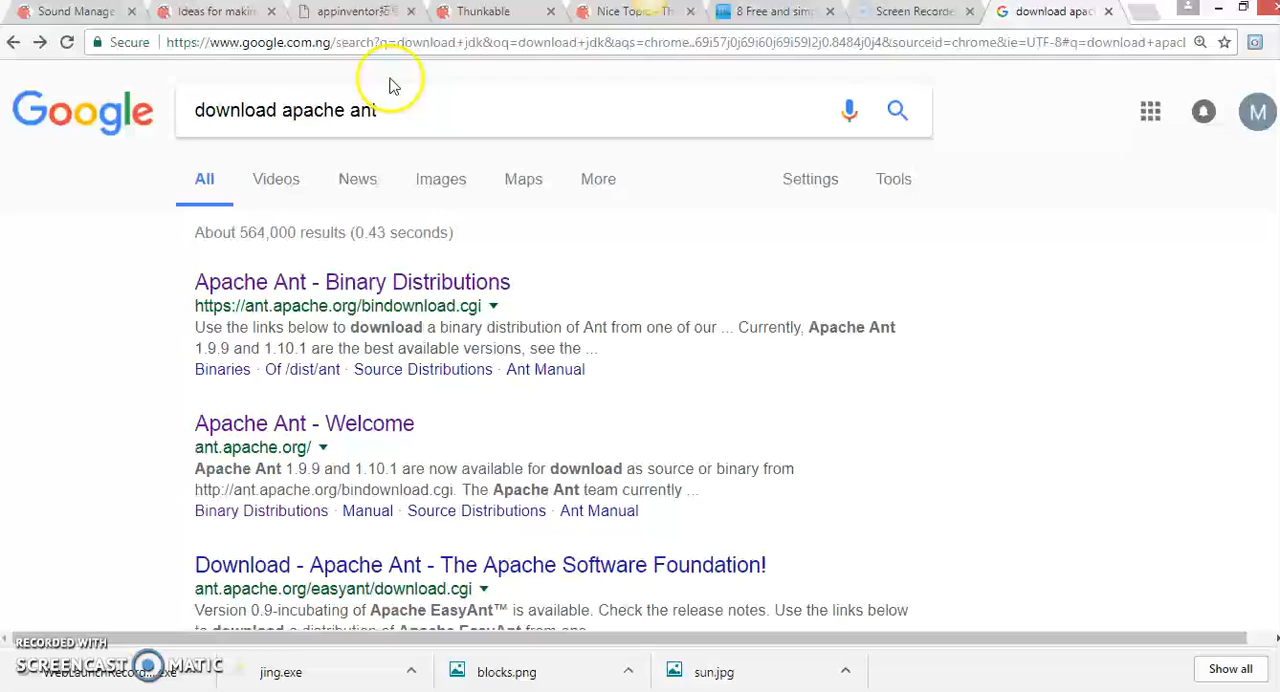 Sound Manage
Ideas for makin
appinventor
Thunkable
Nice Topic - Th
8 Free and simp
Screen Recorde
download apac
Secure
https://www.google.com.ng/search?q=download+jdk&oq=download+jdk&aqs=chrome..69i57j0j69i60j69i59l2j0.8484j0j4&sourceid=chrome&ie=UTF-8#q=download+apacl
Google
download apache ant
M
All
Videos
News
Images
Maps
More
Settings
Tools
About 564,000 results (0.43 seconds)
Apache Ant - Binary Distributions
https://ant.apache.org/bindownload.cgi
Use the links below to download a binary distribution of Ant from one of our ... Currently, Apache Ant
1.9.9 and 1.10.1 are the best available versions, see the ...
Binaries · Of /dist/ant · Source Distributions · Ant Manual
Apache Ant - Welcome
ant.apache.org/
Apache Ant 1.9.9 and 1.10.1 are now available for download as source or binary from
http://ant.apache.org/bindownload.cgi. The Apache Ant team currently ...
Binary Distributions · Manual · Source Distributions · Ant Manual
Download - Apache Ant - The Apache Software Foundation!
ant.apache.org/easyant/download.cgi
Version 0.9-incubating of Apache EasyAnt™ is available. Check the release notes. Use the links below
to download a distribution of Apache EasyAnt from one
RECORDED WITH
SCREENCAST MATIC
WebLaunchRecord....exe
jing.exe
blocks.png
sun.jpg
Show all